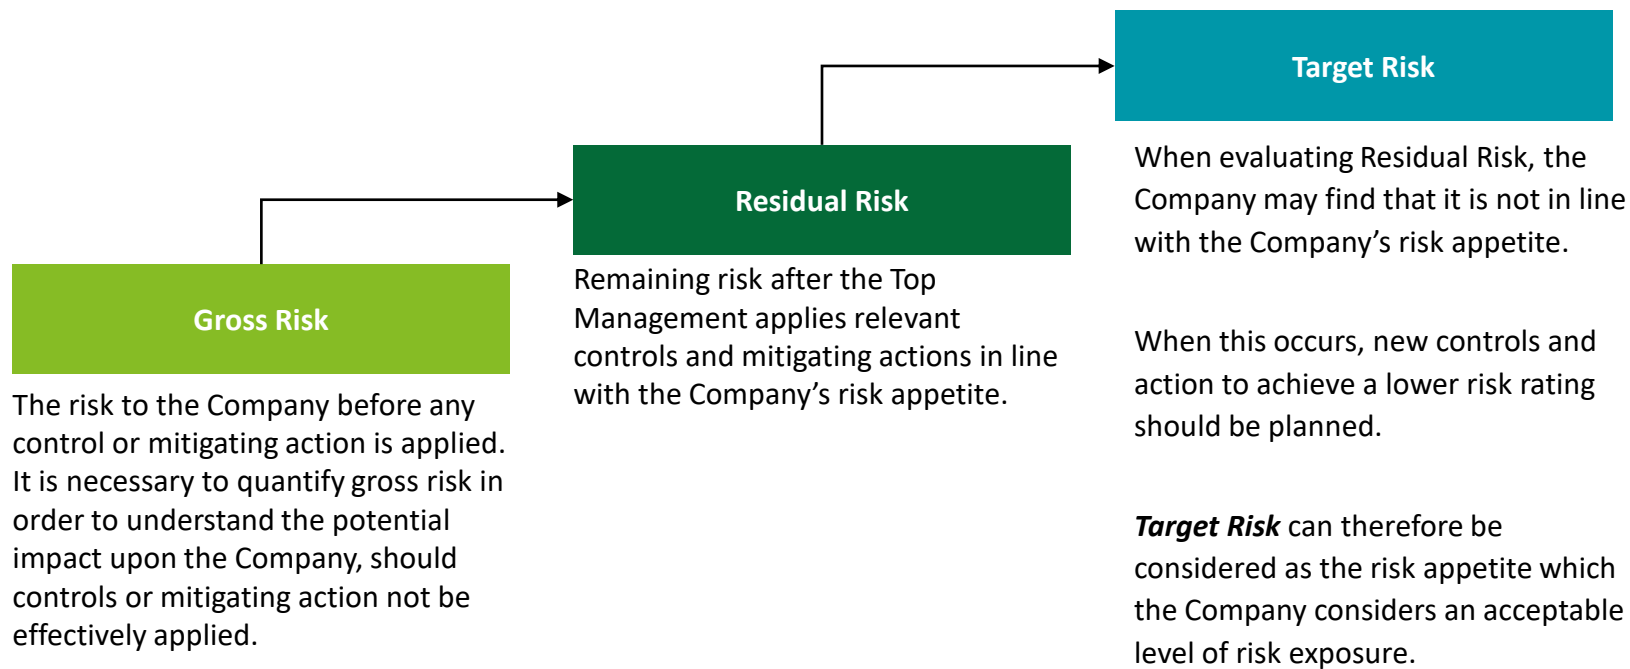 Gross Risk
The risk to the Company before any
control or mitigating action is applied.
It is necessary to quantify gross risk in
order to understand the potential
impact upon the Company, should
controls or mitigating action not be
effectively applied.
Residual Risk
Remaining risk after the Top
Management applies relevant
controls and mitigating actions in line
with the Company’s risk appetite.
Target Risk
When evaluating Residual Risk, the
Company may find that it is not in line
with the Company’s risk appetite.
When this occurs, new controls and
action to achieve a lower risk rating
should be planned.
Target Risk can therefore be
considered as the risk appetite which
the Company considers an acceptable
level of risk exposure.